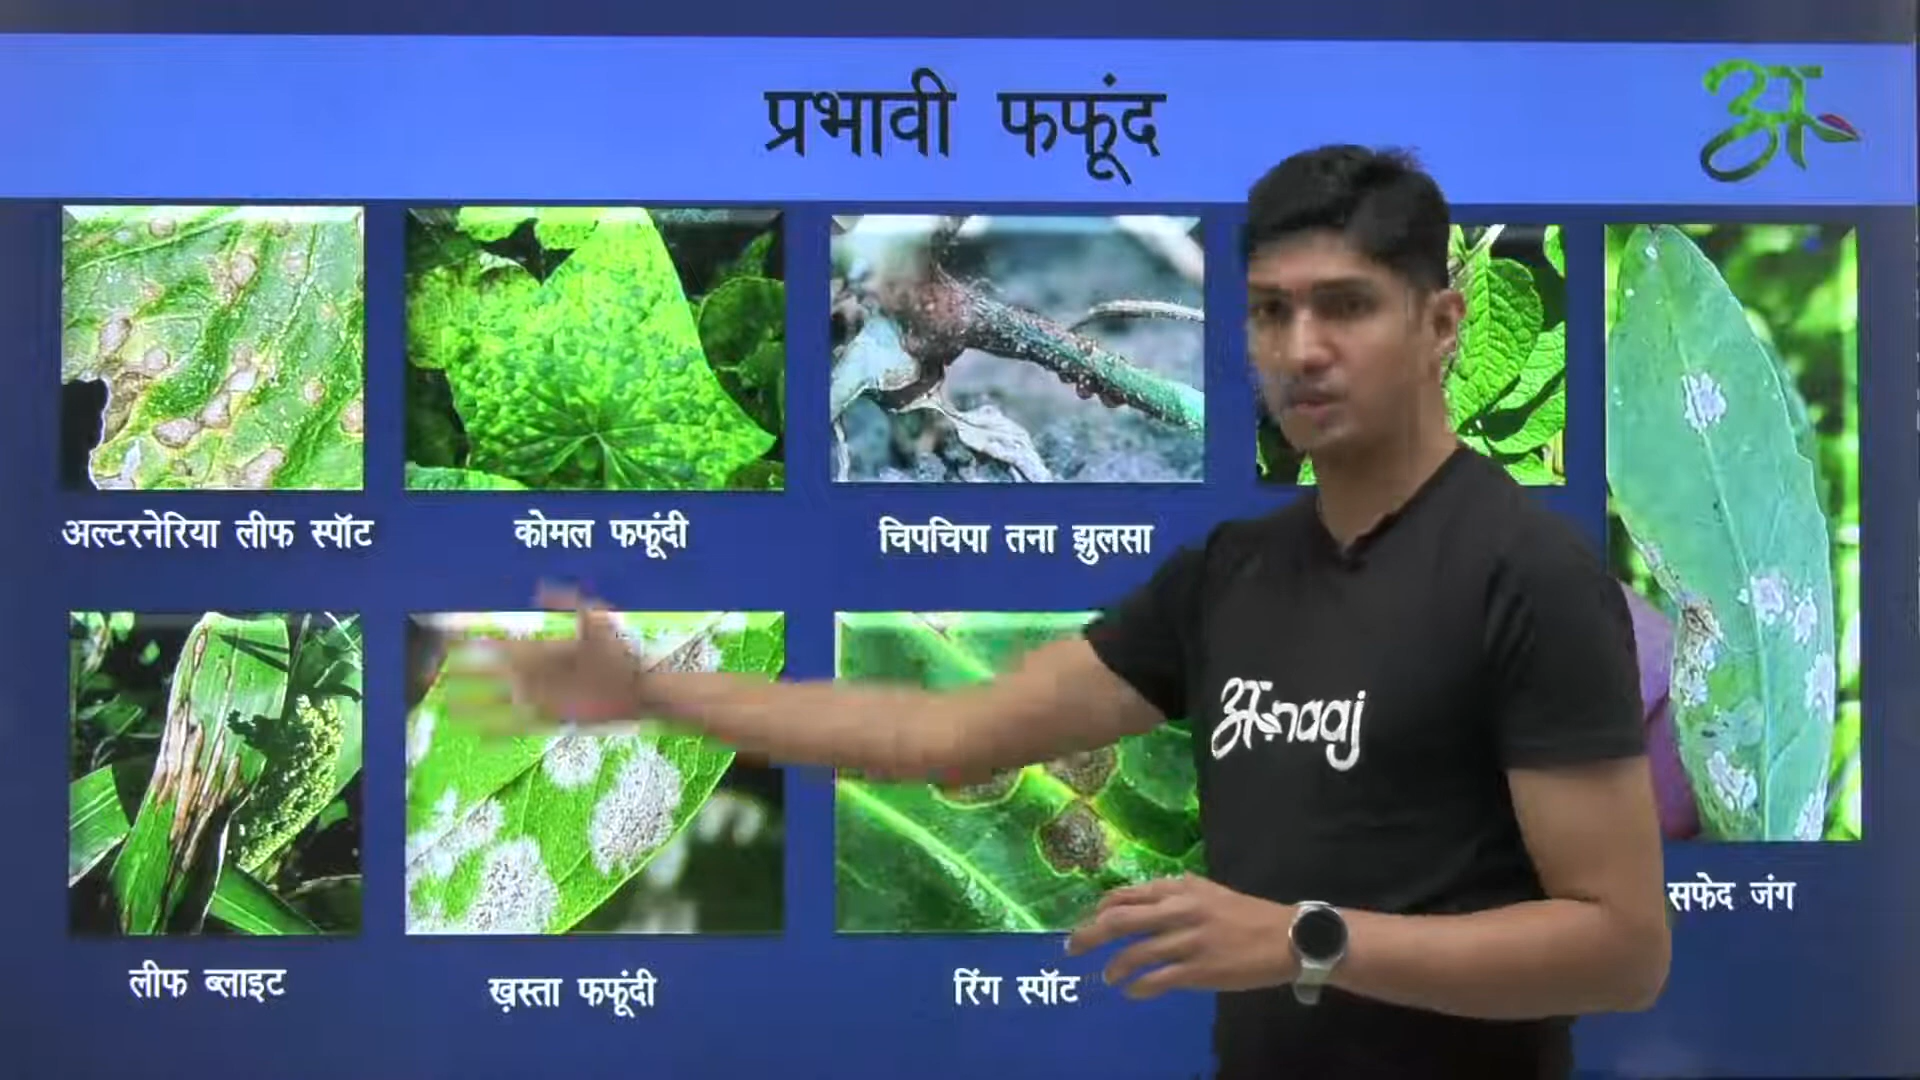 प्रभावी फफूंद
अल्टरनेरिया लीफ स्पॉट
कोमल फफूंदी
चिपचिपा तना झुलसा
लीफ ब्लाइट
ख़स्ता फफूंदी
रिंग स्पॉट
सफेद जंग
अnaaj
अ